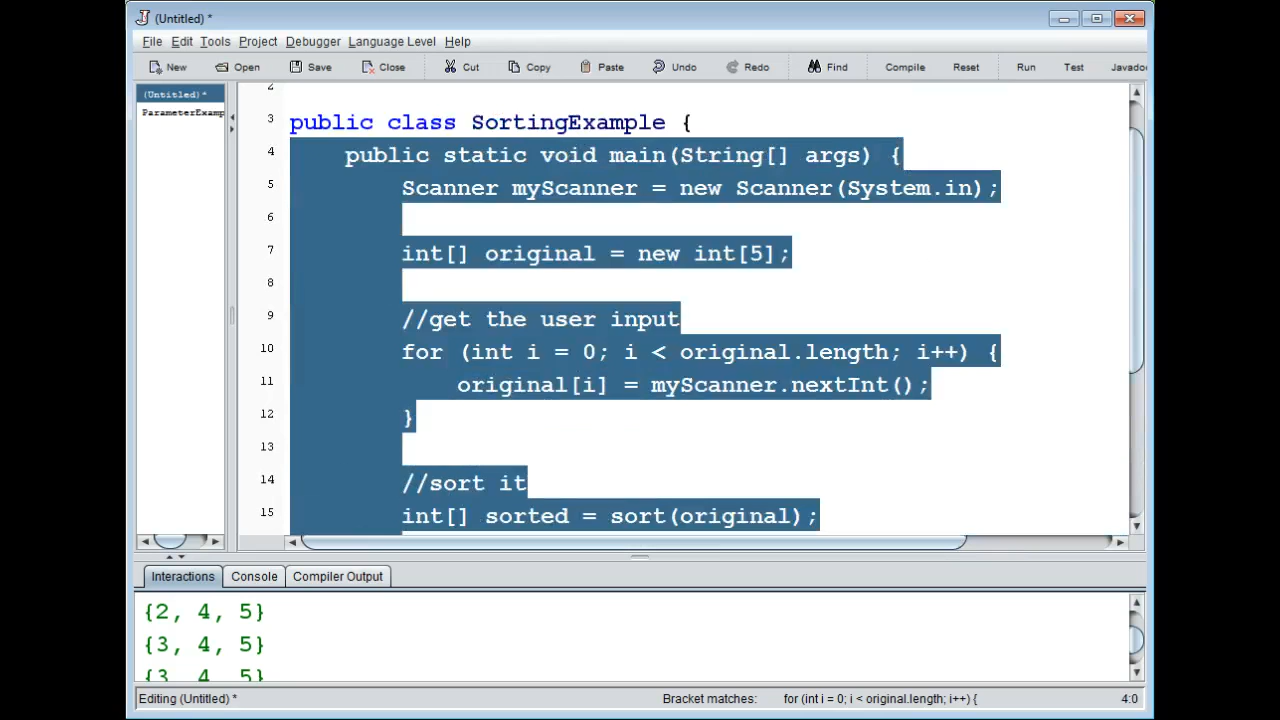 (Untitled) *
File Edit Tools Project Debugger Language Level Help
New Open Save Close Cut Copy Paste Undo Redo Find Compile Reset Run Test Javadoc
(Untitled)*
ParameterExamp
2
3 public class SortingExample {
4 public static void main(String[] args) {
5 Scanner myScanner = new Scanner(System.in);
6
7 int[] original = new int[5];
8
9 //get the user input
10 for (int i = 0; i < original.length; i++) {
11 original[i] = myScanner.nextInt();
12 }
13
14 //sort it
15 int[] sorted = sort(original);
Interactions Console Compiler Output
{2, 4, 5}
{3, 4, 5}
{3, 4, 5}
Editing (Untitled) * Bracket matches: for (int i = 0; i < original.length; i++) { 4:0